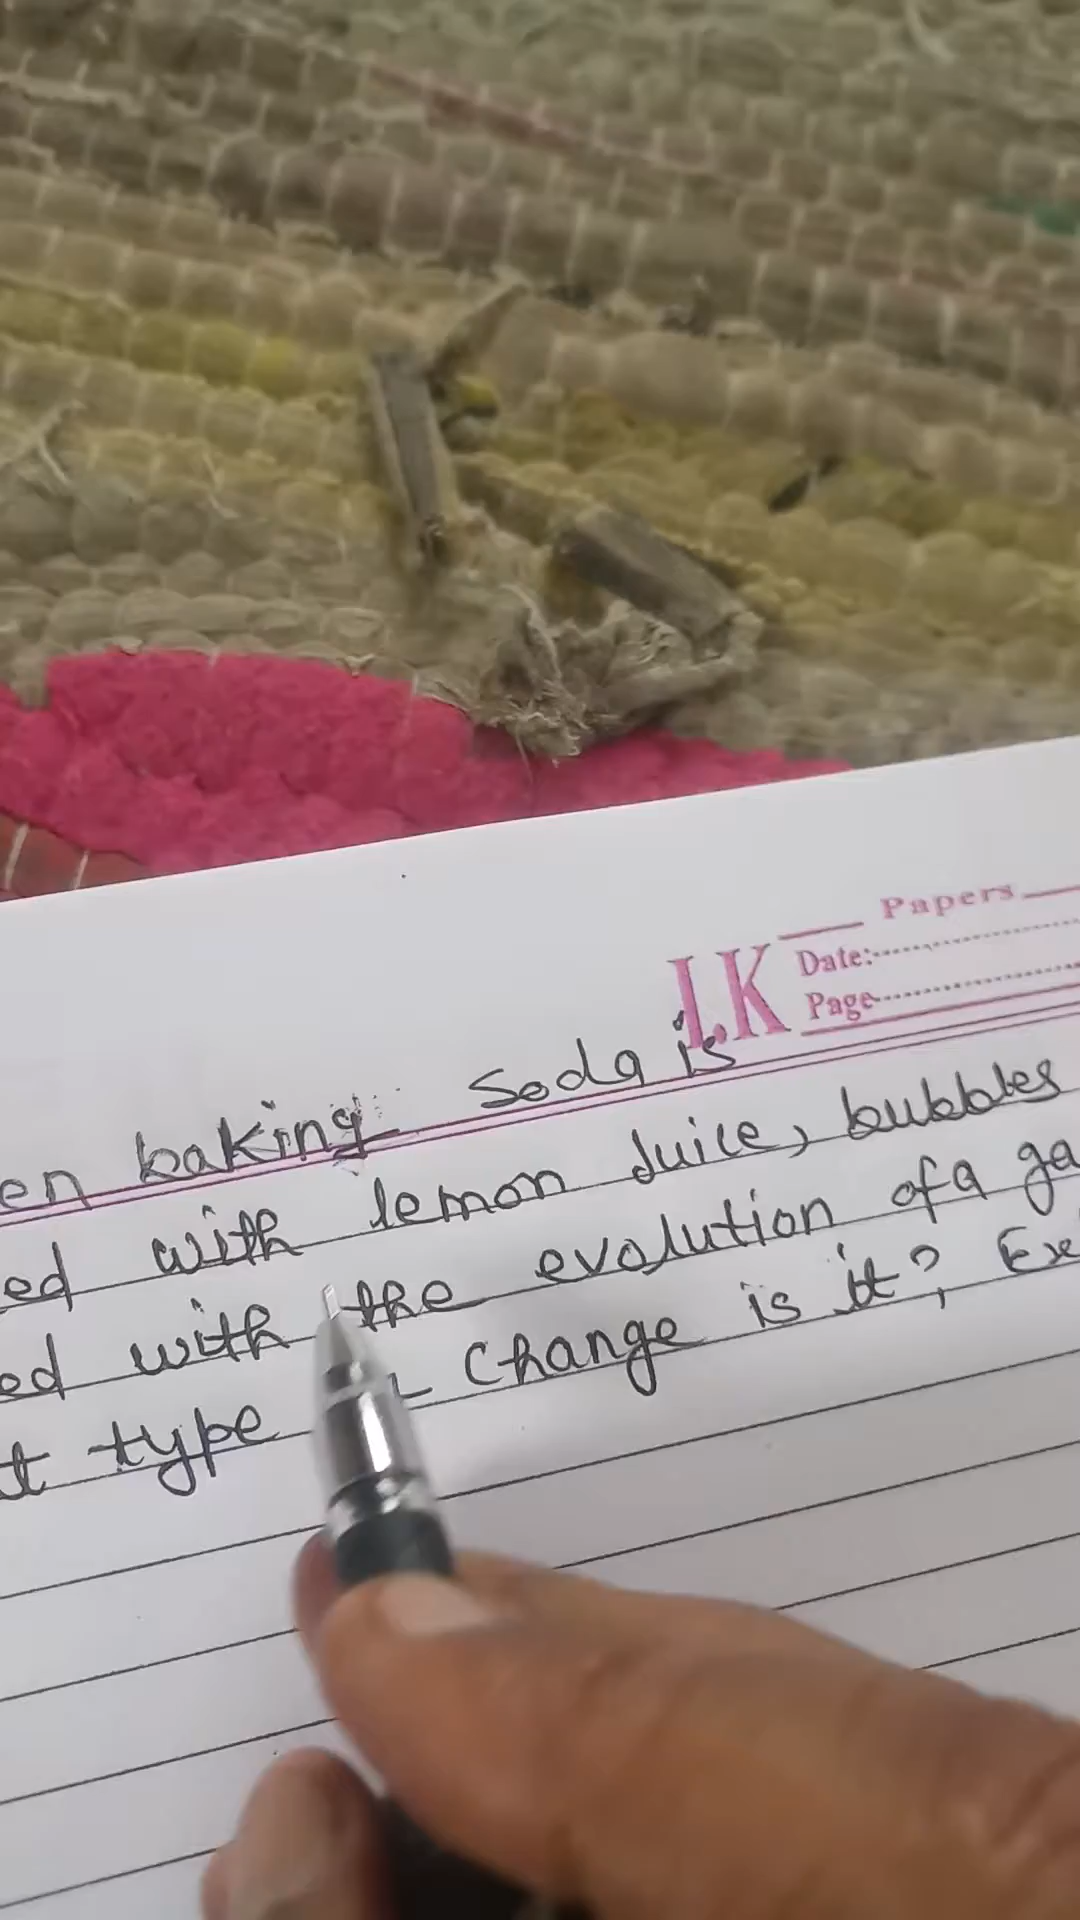 Papers
I.K
Date:
Page
en baking soda is
ed with lemon Juice, bubbles
ed with the evolution of a ga
t type change is it? Ex